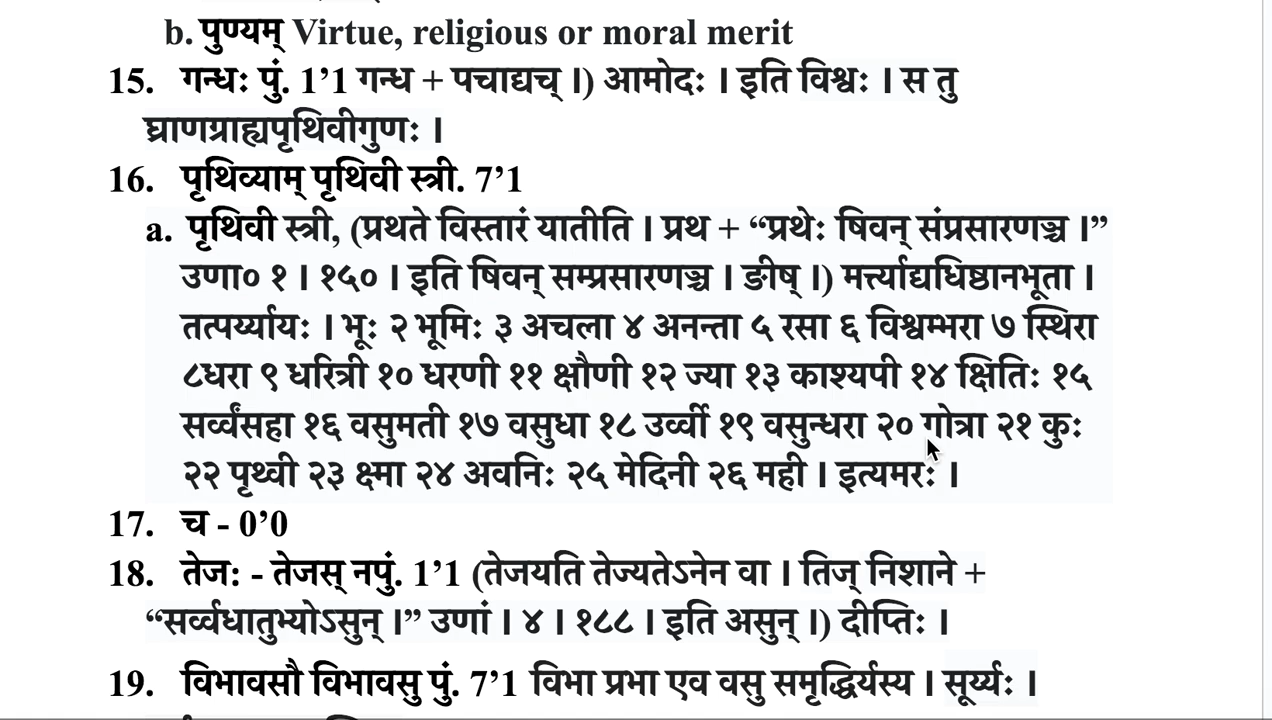 b. पुण्यम् Virtue, religious or moral merit
15. गन्धः पुं. 1’1 गन्ध + पचाद्यच् ।) आमोदः । इति विश्वः । स तु
घ्राणग्राह्यपृथिवीगुणः ।
16. पृथिव्याम् पृथिवी स्त्री. 7’1
a. पृथिवी स्त्री, (प्रथते विस्तारं यातीति । प्रथ + “प्रथेः षिवन् संप्रसारणञ्च ।”
उणा० १ । १५० । इति षिवन् सम्प्रसारणञ्च । ङीष् ।) मर्त्त्याद्यधिष्ठानभूता ।
तत्पर्य्यायः । भूः २ भूमिः ३ अचला ४ अनन्ता ५ रसा ६ विश्वम्भरा ७ स्थिरा
८धरा ९ धरित्री १० धरणी ११ क्षौणी १२ ज्या १३ काश्यपी १४ क्षितिः १५
सर्व्वंसहा १६ वसुमती १७ वसुधा १८ उर्व्वी १९ वसुन्धरा २० गोत्रा २१ कुः
२२ पृथ्वी २३ क्ष्मा २४ अवनिः २५ मेदिनी २६ मही । इत्यमरः ।
17. च - 0’0
18. तेज: - तेजस् नपुं. 1’1 (तेजयति तेज्यतेऽनेन वा । तिज् निशाने +
“सर्व्वधातुभ्योऽसुन् ।” उणां । ४ । १८८ । इति असुन् ।) दीप्तिः ।
19. विभावसौ विभावसु पुं. 7’1 विभा प्रभा एव वसु समृद्धिर्यस्य । सूर्य्यः ।